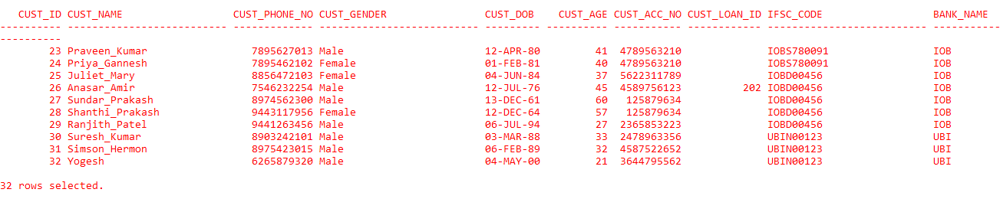 CUST_ID CUST_NAME CUST_PHONE_NO CUST_GENDER CUST_DOB CUST_AGE CUST_ACC_NO CUST_LOAN_ID IFSC_CODE BANK_NAME
---------- -------------------------- ------------- -------------------------- --------- ---------- ----------- ------------ -------------------------- ----------
----------
23 Praveen_Kumar 7895627013 Male 12-APR-80 41 4789563210 IOBS780091 IOB
24 Priya_Gannesh 7895462102 Female 01-FEB-81 40 4789563210 IOBS780091 IOB
25 Juliet_Mary 8856472103 Female 04-JUN-84 37 5622311789 IOBD00456 IOB
26 Anasar_Amir 7546232254 Male 12-JUL-76 45 4589756123 202 IOBD00456 IOB
27 Sundar_Prakash 8974562300 Male 13-DEC-61 60 125879634 IOBD00456 IOB
28 Shanthi_Prakash 9443117956 Female 12-DEC-64 57 125879634 IOBD00456 IOB
29 Ranjith_Patel 9441263456 Male 06-JUL-94 27 2365853223 IOBD00456 IOB
30 Suresh_Kumar 8903242101 Male 03-MAR-88 33 2478963356 UBIN00123 UBI
31 Simson_Hermon 8975423015 Male 06-FEB-89 32 4587522652 UBIN00123 UBI
32 Yogesh 6265879320 Male 04-MAY-00 21 3644795562 UBIN00123 UBI
32 rows selected.